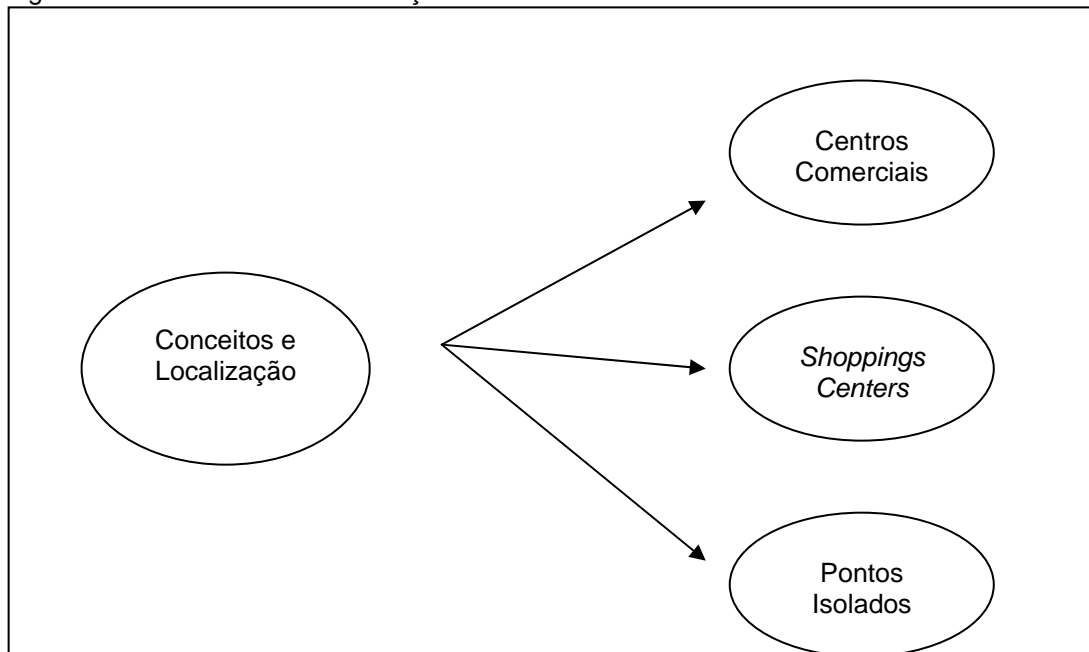 Centros
Comerciais
Conceitos e
Localização
Shoppings
Centers
Pontos
Isolados